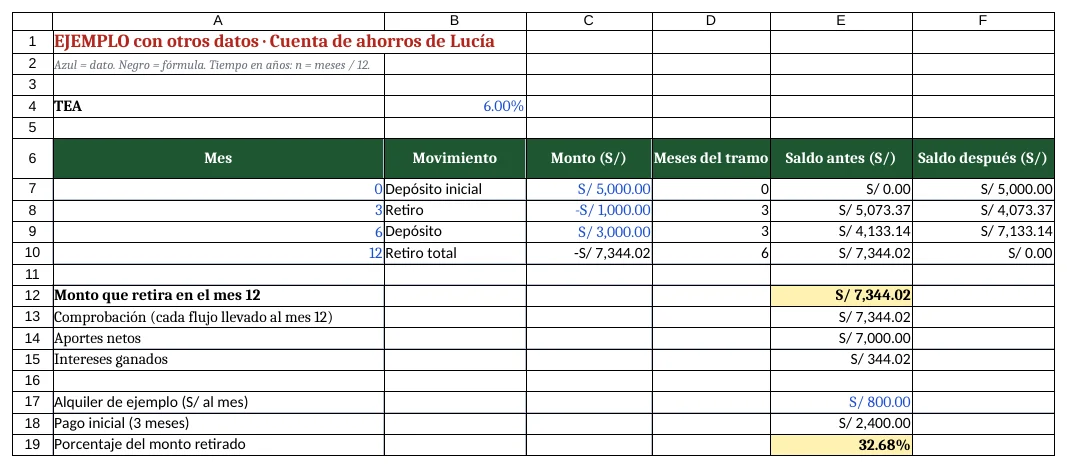 A B C D E F
1 EJEMPLO con otros datos · Cuenta de ahorros de Lucía
2 Azul = dato. Negro = fórmula. Tiempo en años: n = meses / 12.
3
4 TEA 6.00%
5
6 Mes Movimiento Monto (S/) Meses del tramo Saldo antes (S/) Saldo después (S/)
7 0 Depósito inicial S/ 5,000.00 0 S/ 0.00 S/ 5,000.00
8 3 Retiro -S/ 1,000.00 3 S/ 5,073.37 S/ 4,073.37
9 6 Depósito S/ 3,000.00 3 S/ 4,133.14 S/ 7,133.14
10 12 Retiro total -S/ 7,344.02 6 S/ 7,344.02 S/ 0.00
11
12 Monto que retira en el mes 12 S/ 7,344.02
13 Comprobación (cada flujo llevado al mes 12) S/ 7,344.02
14 Aportes netos S/ 7,000.00
15 Intereses ganados S/ 344.02
16
17 Alquiler de ejemplo (S/ al mes) S/ 800.00
18 Pago inicial (3 meses) S/ 2,400.00
19 Porcentaje del monto retirado 32.68%